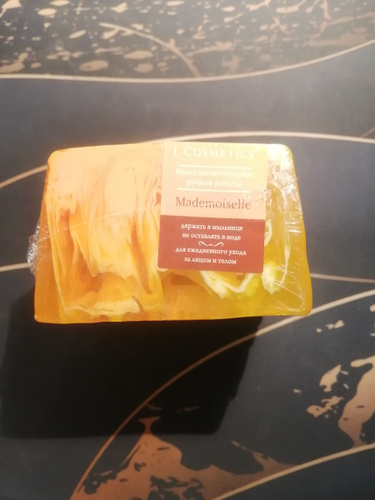 L'COSMETICS
Мыло косметическое
ручной работы
Mademoiselle
держать в мыльнице
не оставлять в воде
для ежедневного ухода
за лицом и телом